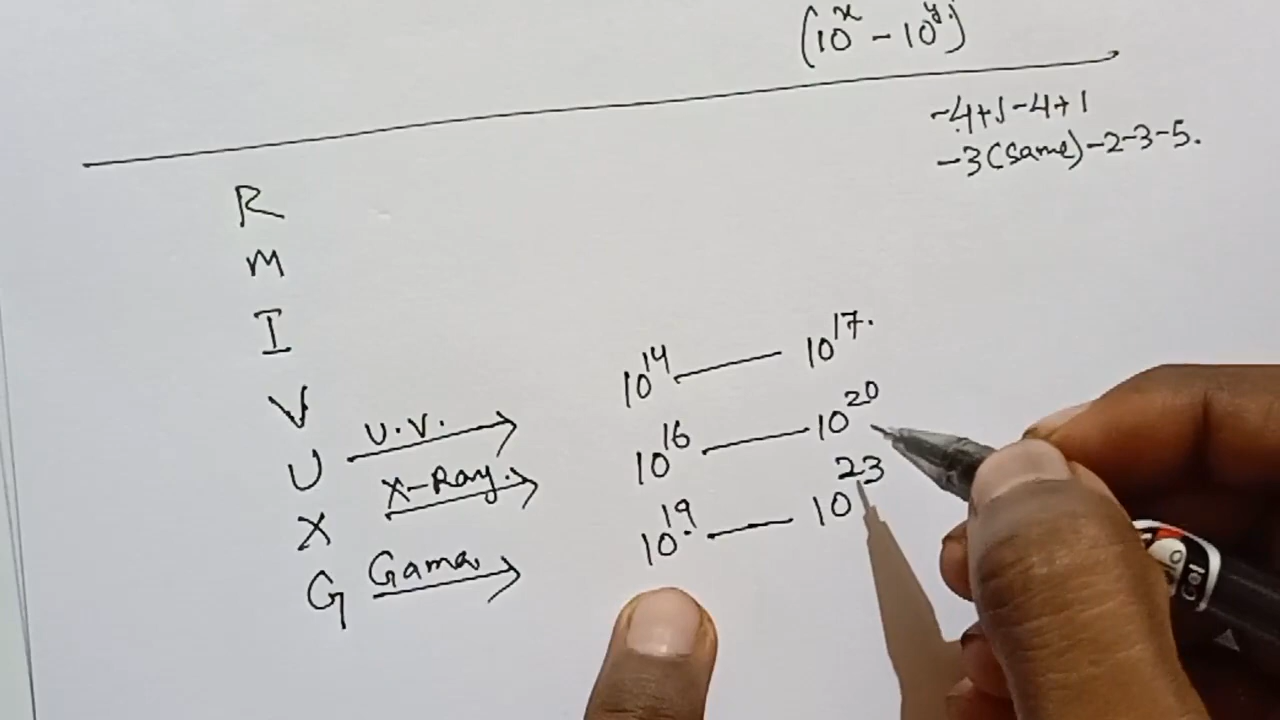 (10^x - 10^y)
-4+1-4+1
-3(Same)-2-3-5.
R
M
I
10^14 — 10^17.
V
U U.V. → 10^16 — 10^20
X X-Ray. → 10^19 — 10^23
G Gama →